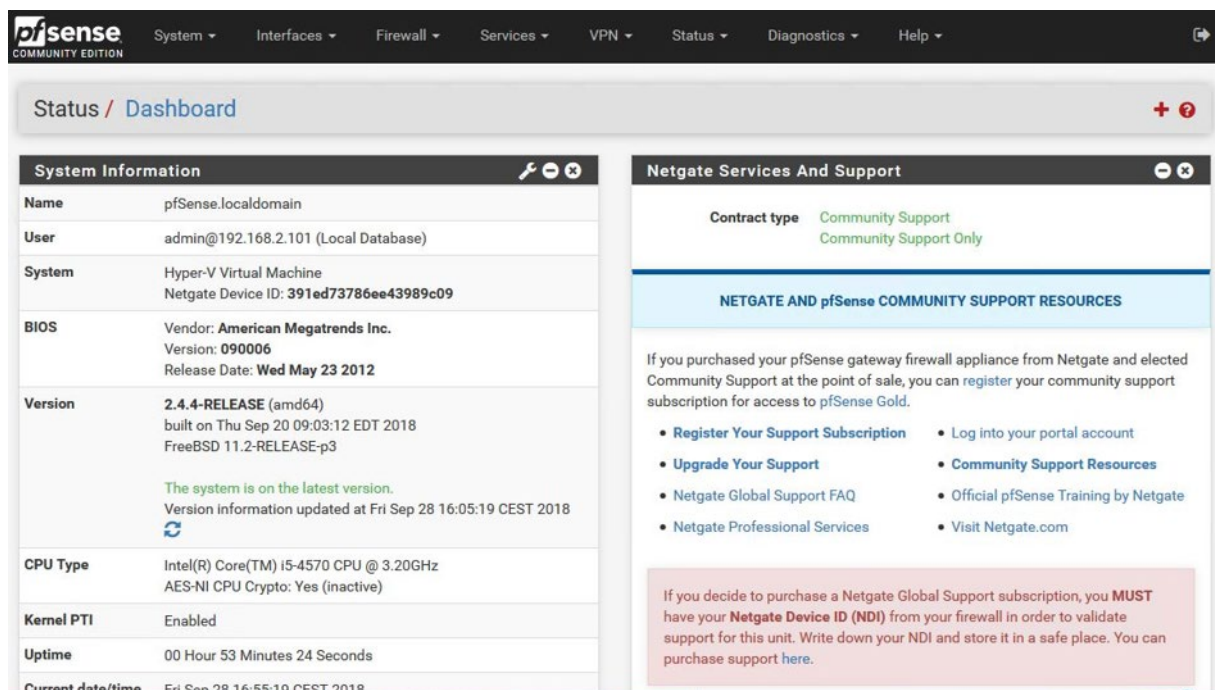 pfsense
COMMUNITY EDITION
System Interfaces Firewall Services VPN Status Diagnostics Help
Status / Dashboard
System Information
Name pfSense.localdomain
User admin@192.168.2.101 (Local Database)
System Hyper-V Virtual Machine
Netgate Device ID: 391ed73786ee43989c09
BIOS Vendor: American Megatrends Inc.
Version: 090006
Release Date: Wed May 23 2012
Version 2.4.4-RELEASE (amd64)
built on Thu Sep 20 09:03:12 EDT 2018
FreeBSD 11.2-RELEASE-p3
The system is on the latest version.
Version information updated at Fri Sep 28 16:05:19 CEST 2018
CPU Type Intel(R) Core(TM) i5-4570 CPU @ 3.20GHz
AES-NI CPU Crypto: Yes (inactive)
Kernel PTI Enabled
Uptime 00 Hour 53 Minutes 24 Seconds
Current date/time Fri Sep 28 16:55:19 CEST 2018
Netgate Services And Support
Contract type Community Support
Community Support Only
NETGATE AND pfSense COMMUNITY SUPPORT RESOURCES
If you purchased your pfSense gateway firewall appliance from Netgate and elected
Community Support at the point of sale, you can register your community support
subscription for access to pfSense Gold.
• Register Your Support Subscription • Log into your portal account
• Upgrade Your Support • Community Support Resources
• Netgate Global Support FAQ • Official pfSense Training by Netgate
• Netgate Professional Services • Visit Netgate.com
If you decide to purchase a Netgate Global Support subscription, you MUST
have your Netgate Device ID (NDI) from your firewall in order to validate
support for this unit. Write down your NDI and store it in a safe place. You can
purchase support here.